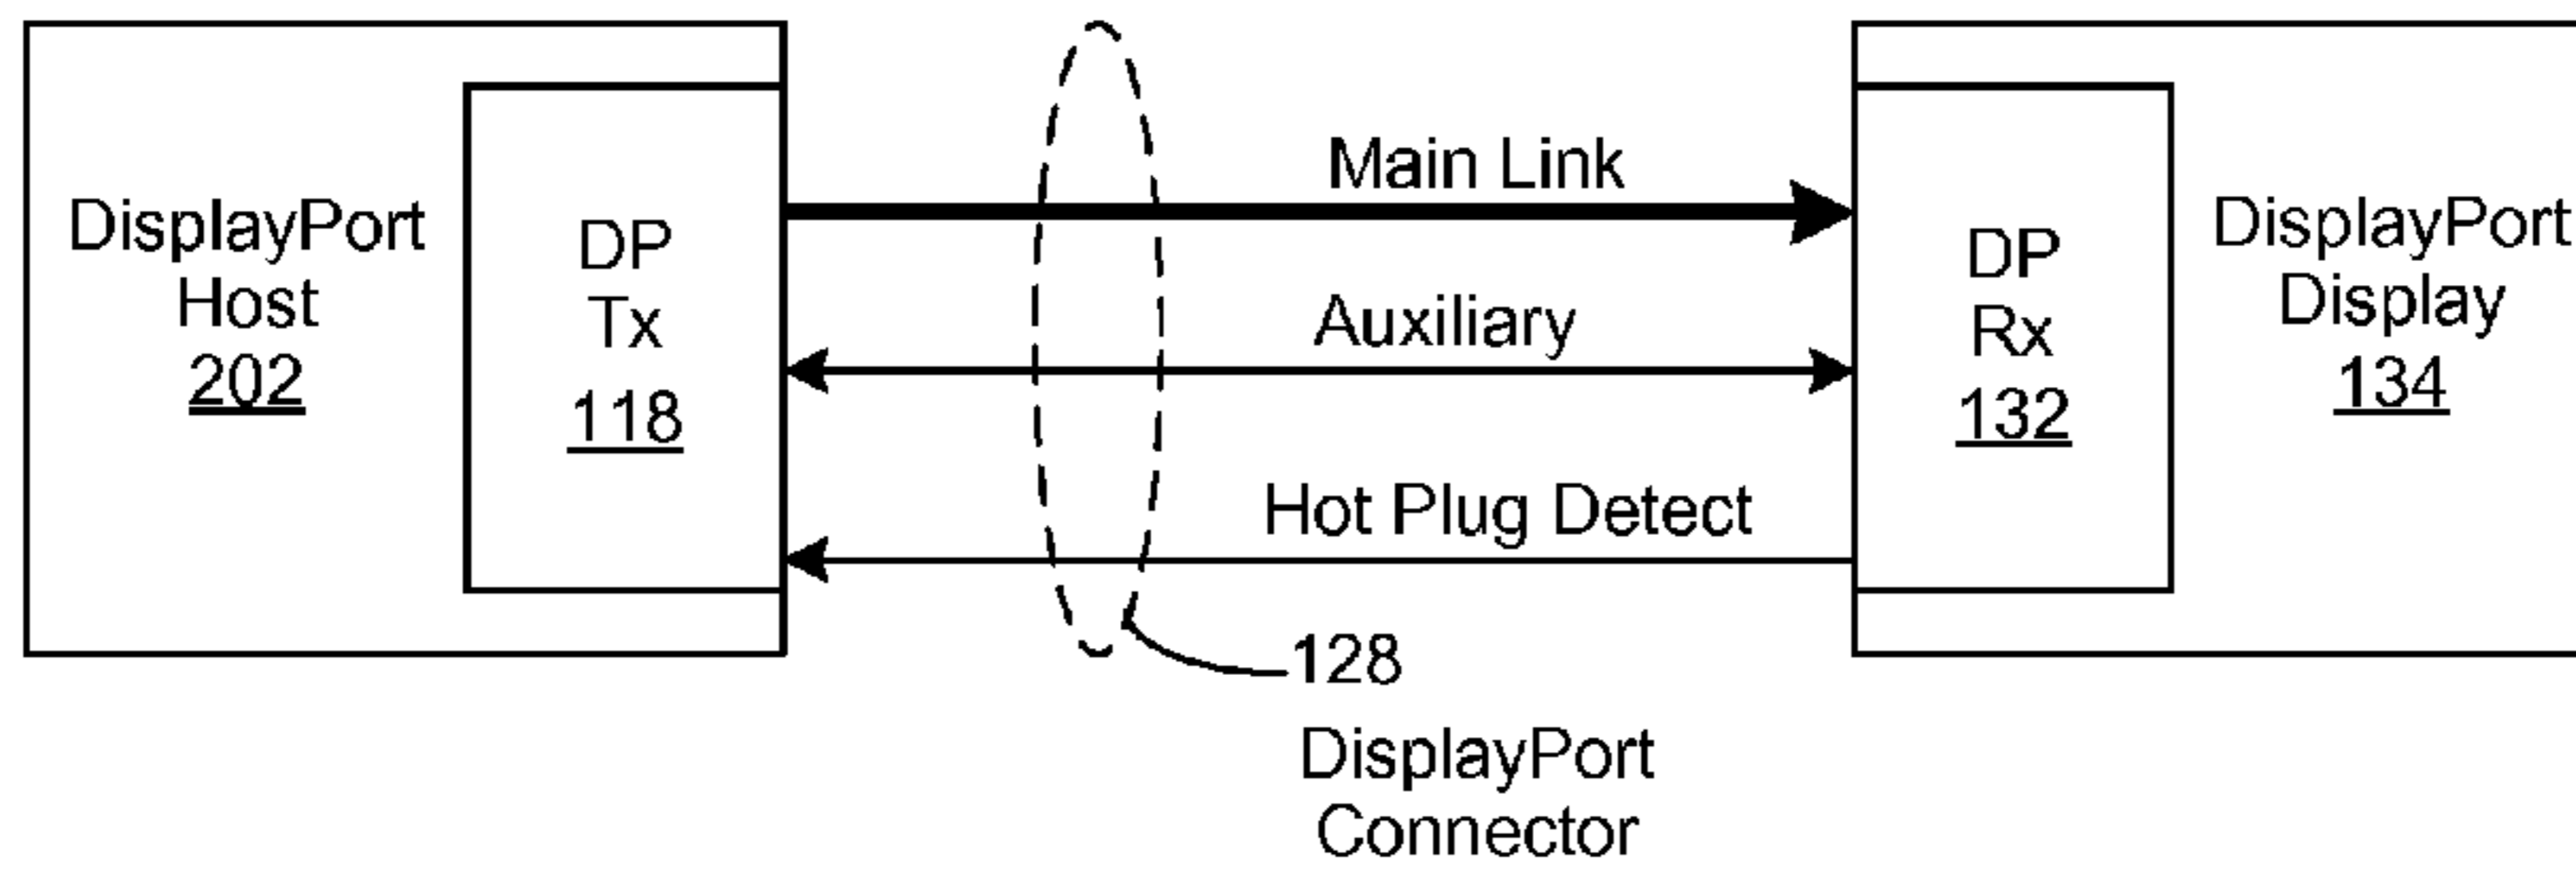 DisplayPort
Host
202
DP
Tx
118
Main Link
Auxiliary
Hot Plug Detect
128
DisplayPort
Connector
DP
Rx
132
DisplayPort
Display
134